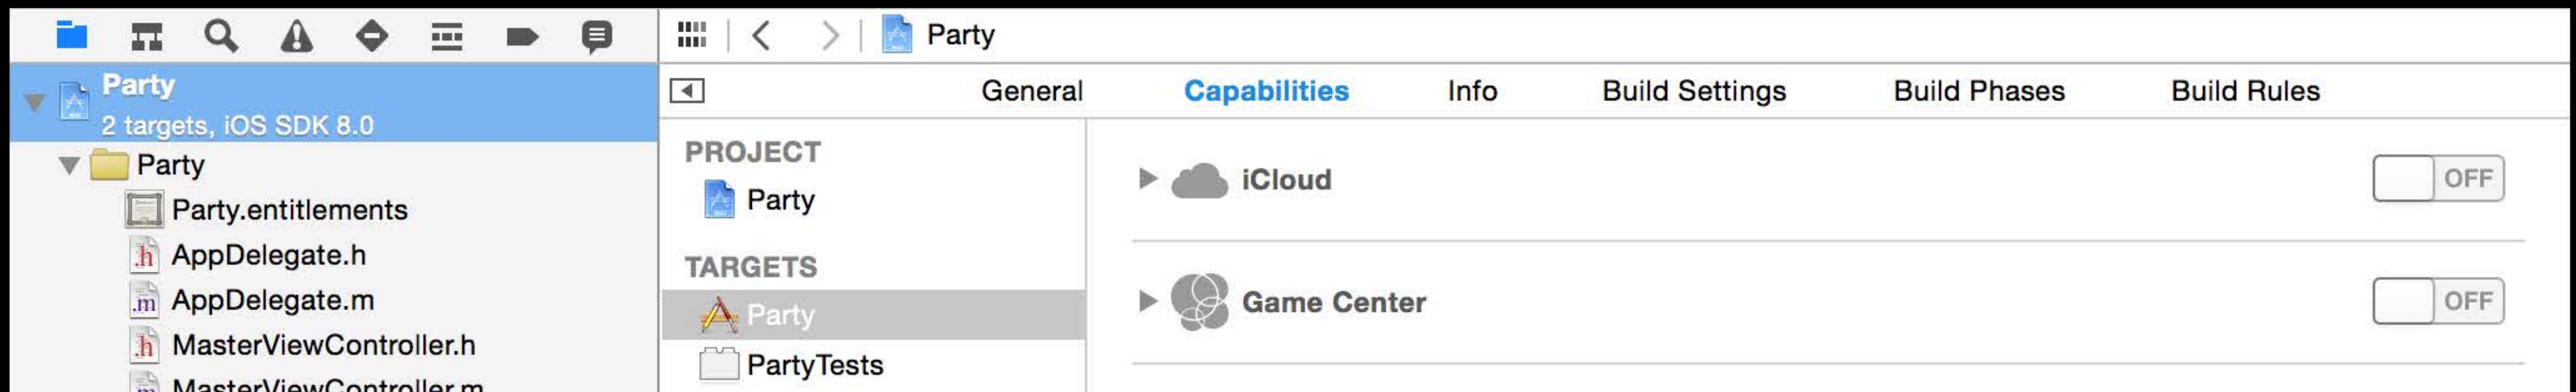 Party
Party
2 targets, iOS SDK 8.0
Party
Party.entitlements
AppDelegate.h
AppDelegate.m
MasterViewController.h
MasterViewController.m
General
Capabilities
Info
Build Settings
Build Phases
Build Rules
PROJECT
Party
TARGETS
Party
PartyTests
iCloud
OFF
Game Center
OFF